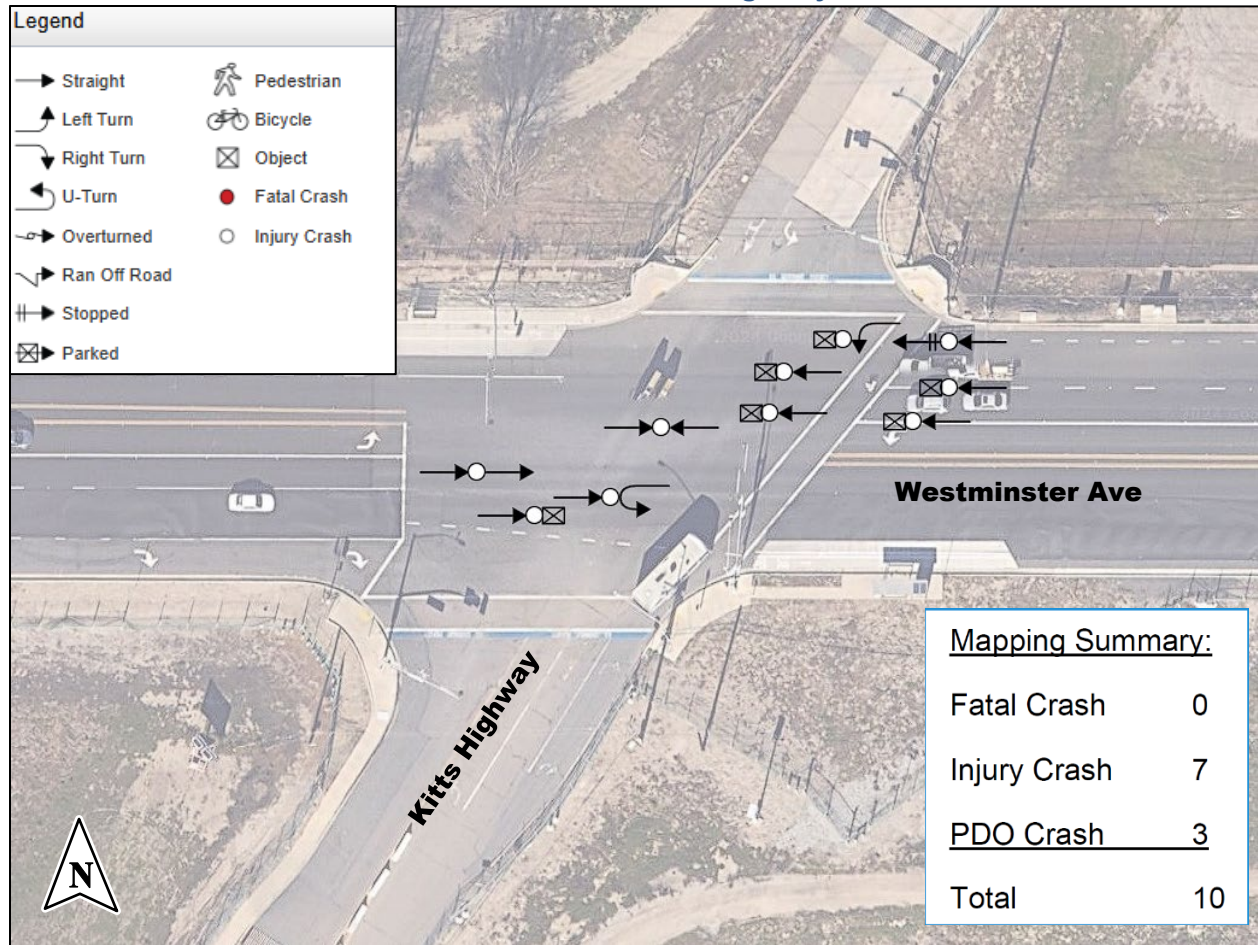 Legend
Straight
Pedestrian
Left Turn
Bicycle
Right Turn
Object
U-Turn
Fatal Crash
Overturned
Injury Crash
Ran Off Road
Stopped
Parked
Westminster Ave
Kitts Highway
Mapping Summary:
Fatal Crash 0
Injury Crash 7
PDO Crash 3
Total 10
N